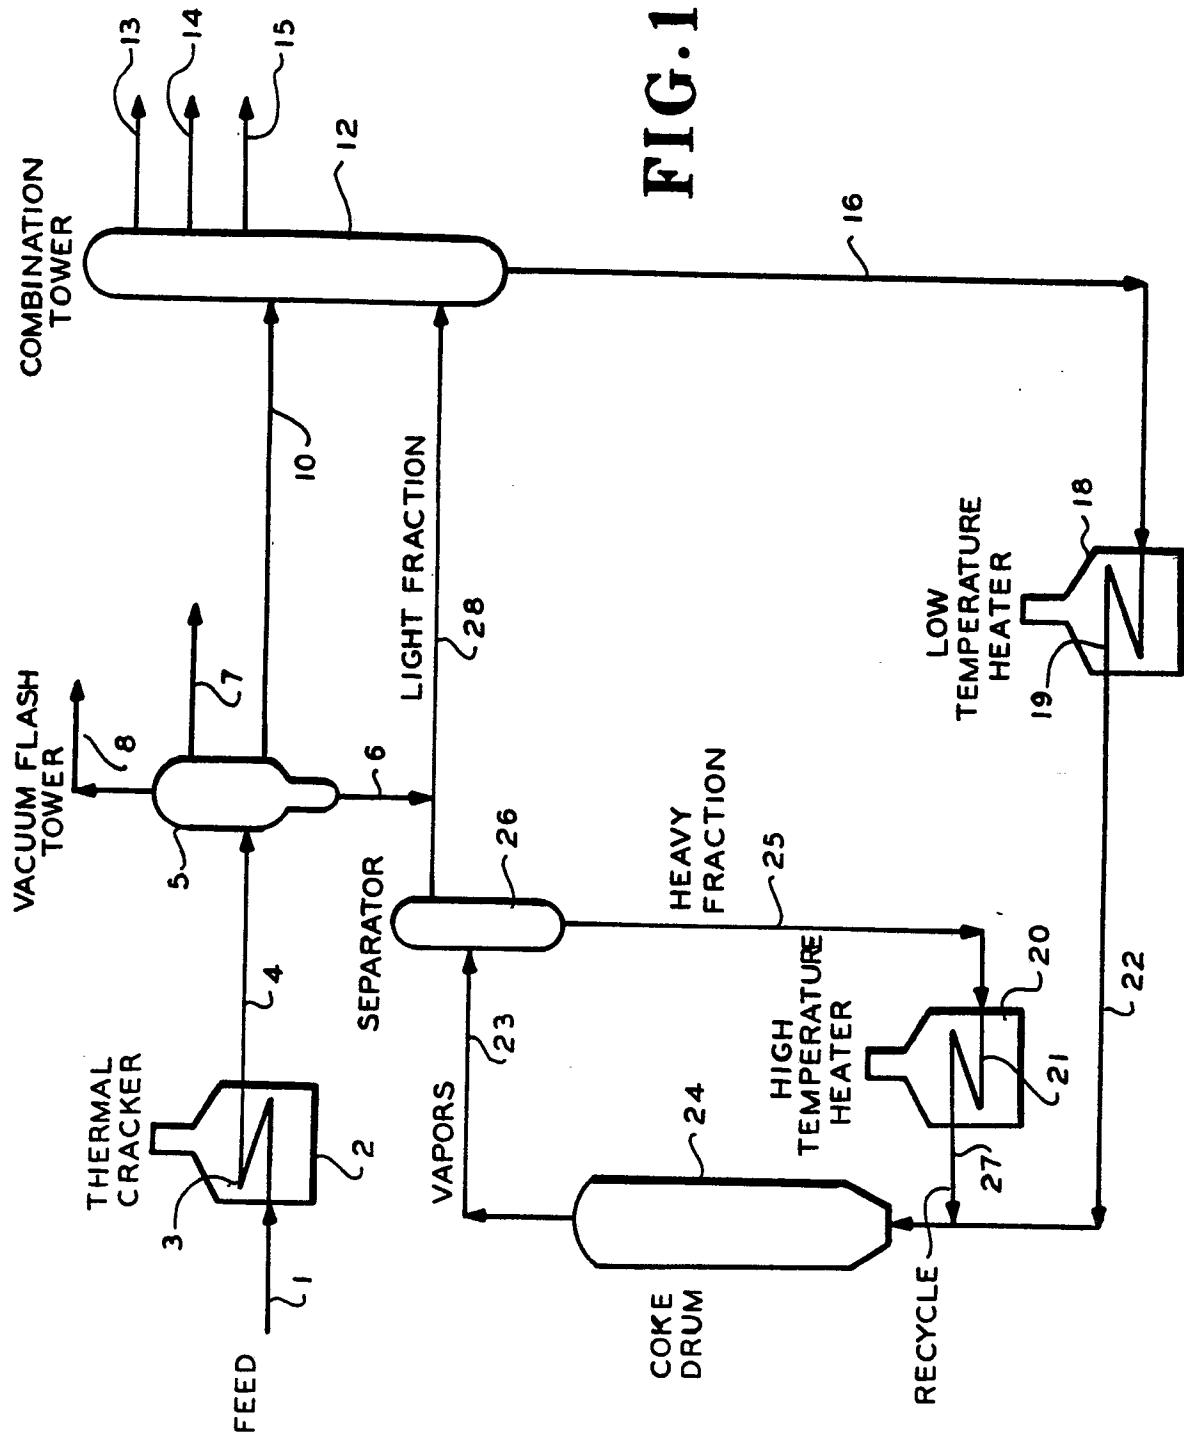 FEED
1
2
3
THERMAL
CRACKER
4
5
VACUUM FLASH
TOWER
8
7
6
10
COMBINATION
TOWER
13
14
15
12
SEPARATOR
26
LIGHT FRACTION
28
VAPORS
23
24
COKE
DRUM
HEAVY
FRACTION
25
HIGH
TEMPERATURE
HEATER
20
21
27
RECYCLE
22
LOW
TEMPERATURE
HEATER
18
19
16
FIG.1